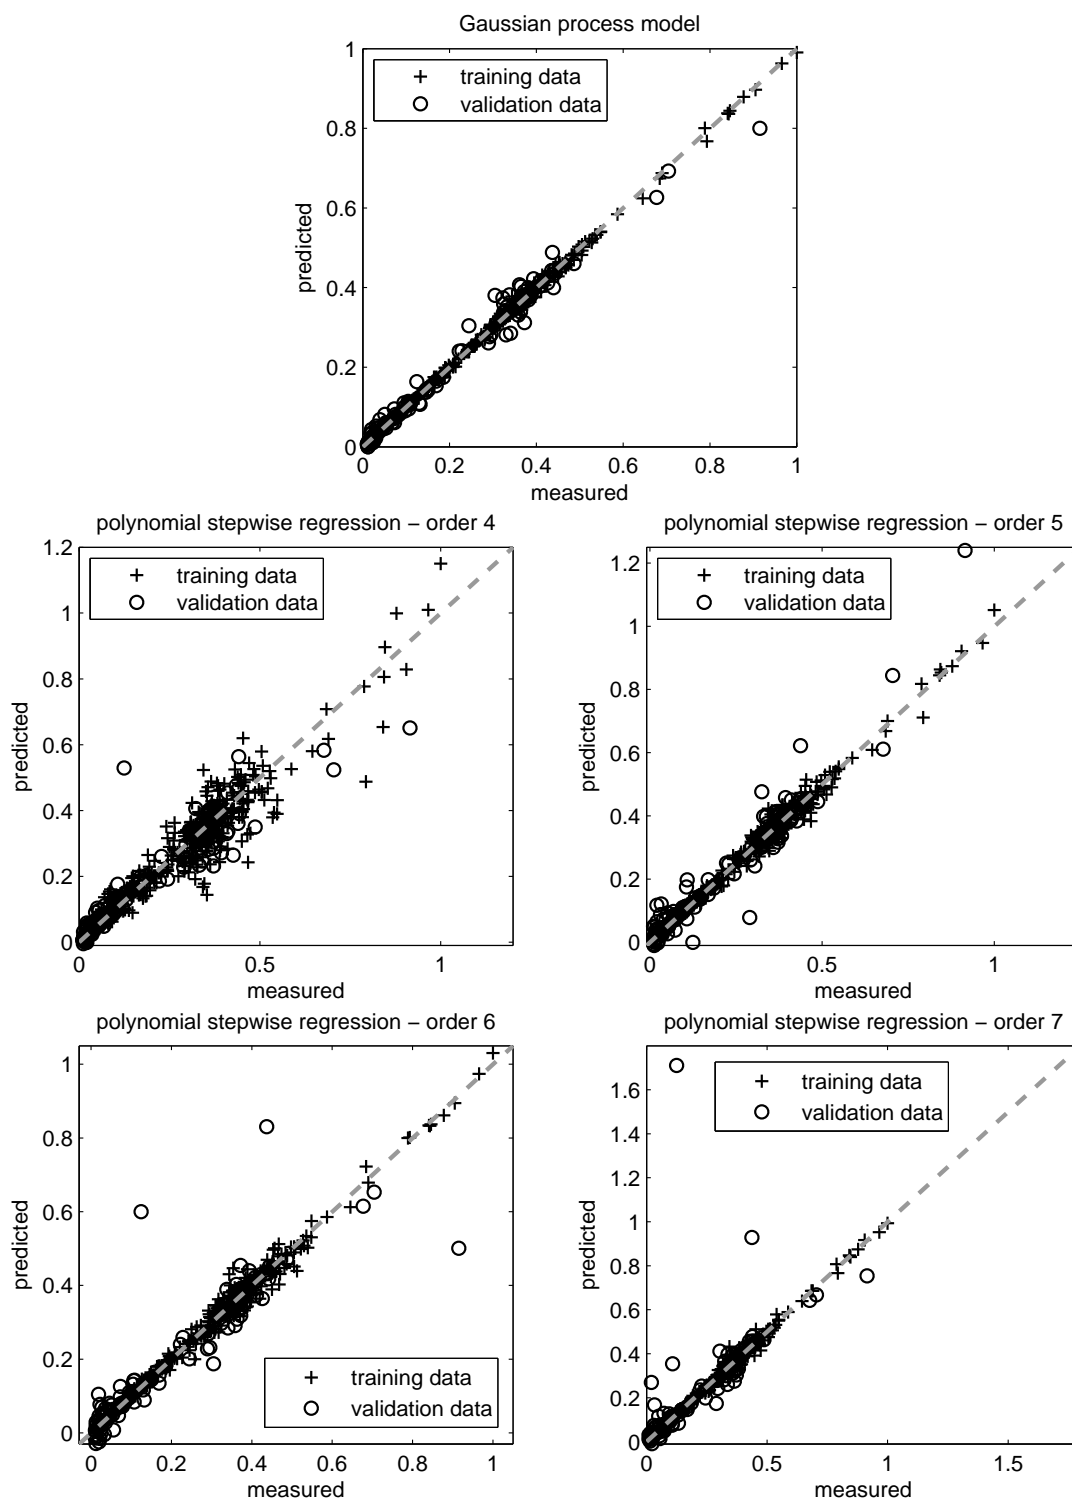 Gaussian process model
1
0.8
0.6
0.4
0.2
0
training data
validation data
predicted
0 0.2 0.4 0.6 0.8 1
measured
polynomial stepwise regression – order 4
1.2
1
0.8
0.6
0.4
0.2
0
training data
validation data
predicted
0 0.5 1
measured
polynomial stepwise regression – order 5
1.2
1
0.8
0.6
0.4
0.2
0
training data
validation data
predicted
0 0.5 1
measured
polynomial stepwise regression – order 6
1
0.8
0.6
0.4
0.2
0
training data
validation data
predicted
0 0.2 0.4 0.6 0.8 1
measured
polynomial stepwise regression – order 7
1.6
1.4
1.2
1
0.8
0.6
0.4
0.2
0
training data
validation data
predicted
0 0.5 1 1.5
measured